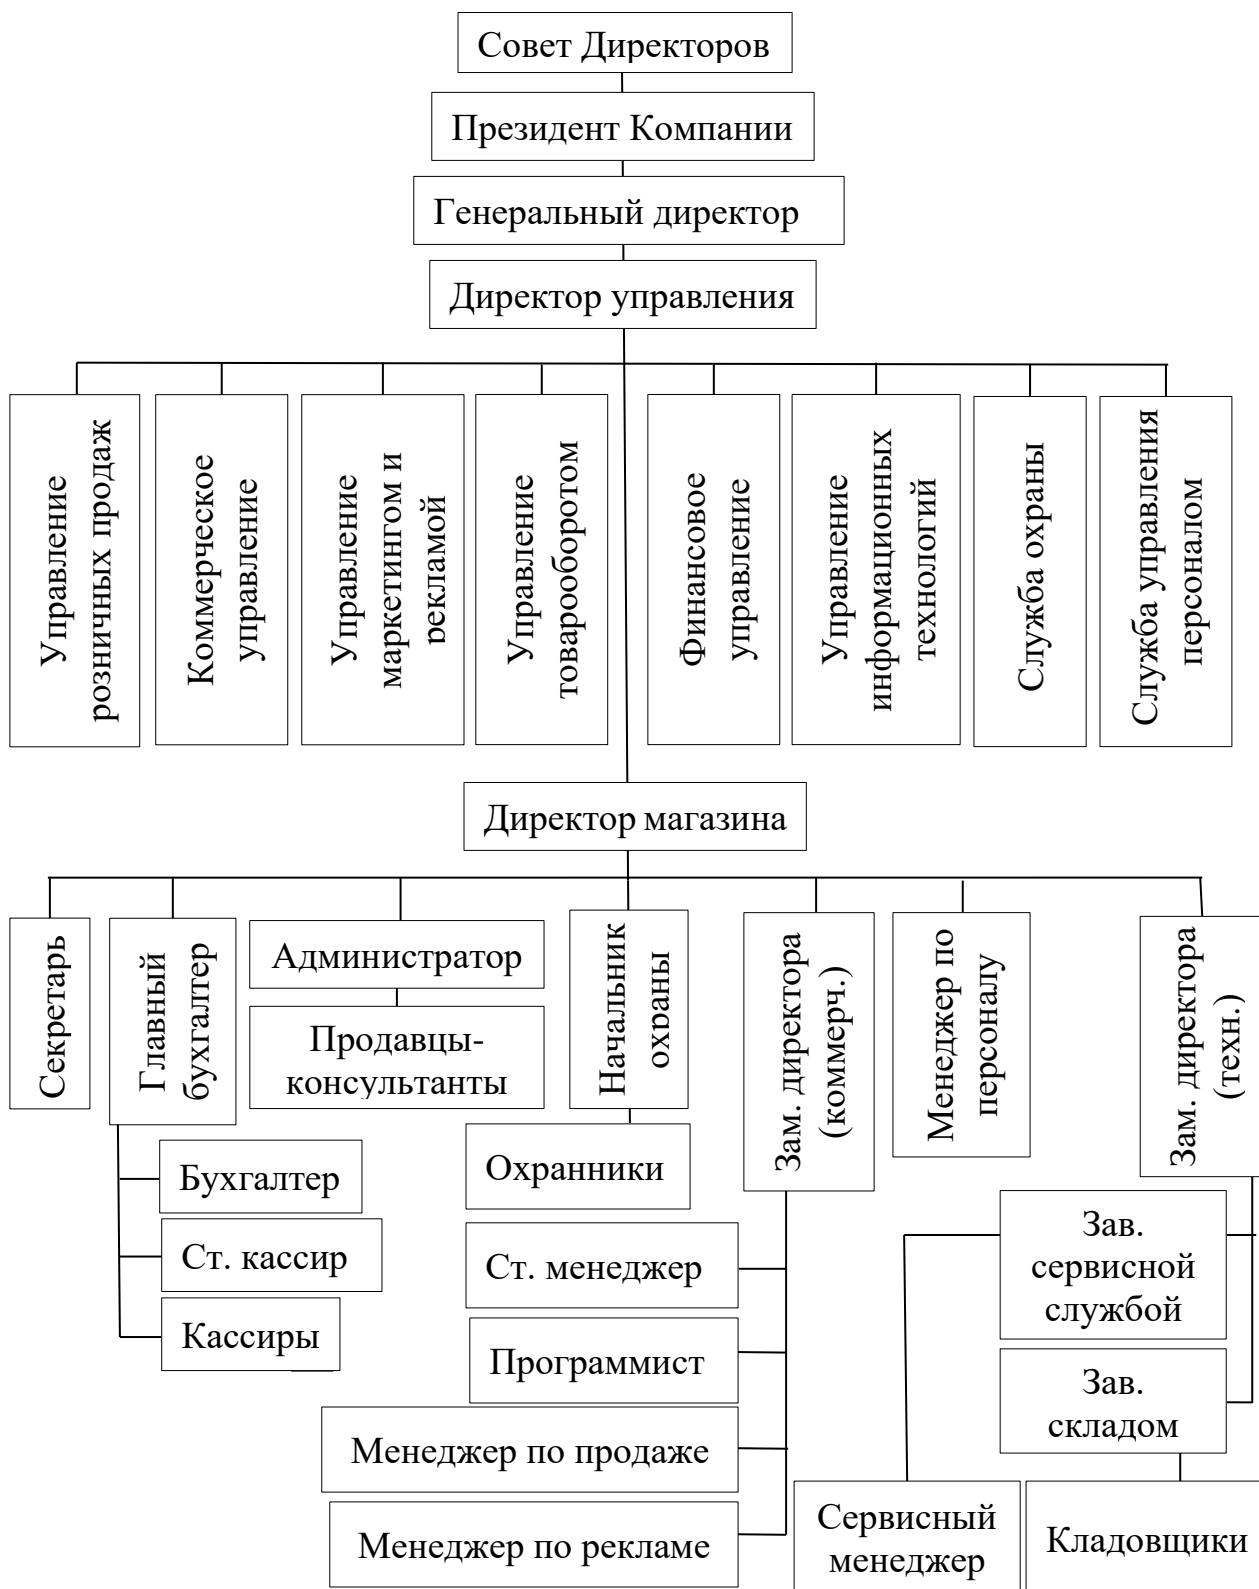 Совет Директоров
Президент Компании
Генеральный директор
Директор управления
Управление
розничных продаж
Коммерческое
управление
Управление
маркетингом и
рекламой
Управление
товарооборотом
Финансовое
управление
Управление
информационных
технологий
Служба охраны
Служба управления
персоналом
Директор магазина
Секретарь
Главный
бухгалтер
Администратор
Продавцы-
консультанты
Начальник
охраны
Зам. директора
(коммерч.)
Менеджер по
персоналу
Зам. директора
(техн.)
Бухгалтер
Ст. кассир
Кассиры
Охранники
Ст. менеджер
Программист
Менеджер по продаже
Менеджер по рекламе
Зав.
сервисной
службой
Зав.
складом
Сервисный
менеджер
Кладовщики